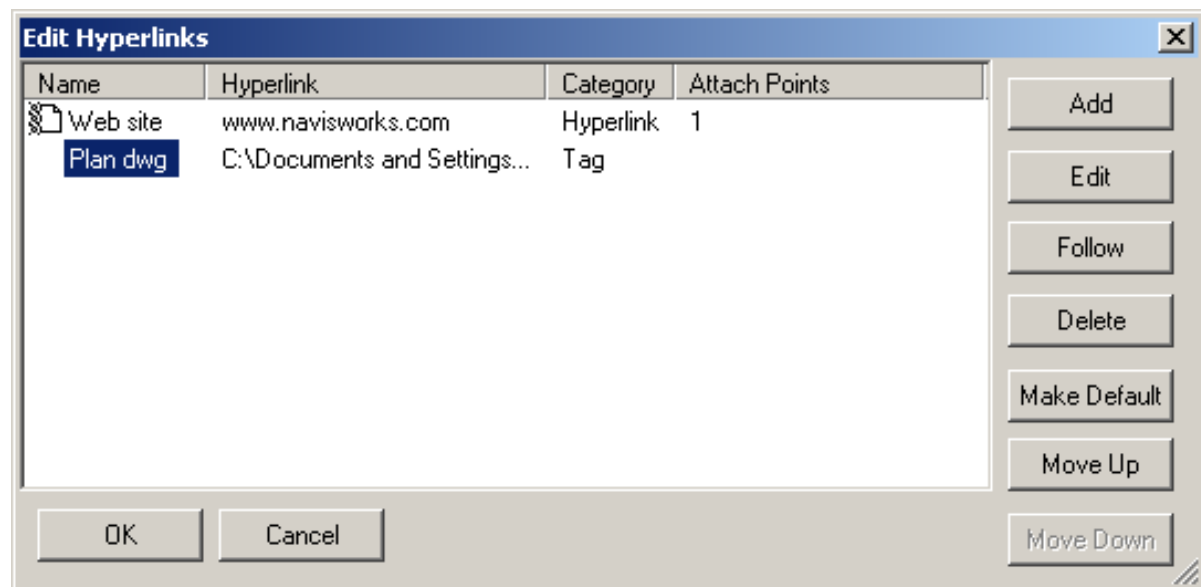 Edit Hyperlinks
Name Hyperlink Category Attach Points
Web site www.navisworks.com Hyperlink 1
Plan dwg C:\Documents and Settings... Tag
Add
Edit
Follow
Delete
Make Default
Move Up
Move Down
OK Cancel